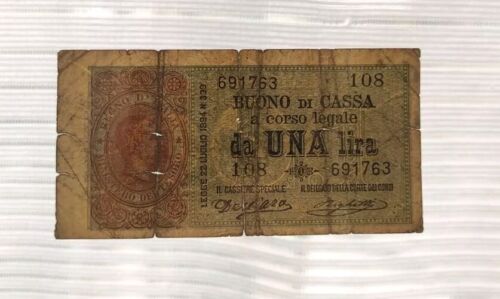 691763 108
BUONO DI CASSA
a corso legale
da UNA lira
108 691763
IL CASSIERE SPECIALE IL DELEGATO DELLA CORTE DEI CONTI
LEGGE 22 LUGLIO 1894 N 339